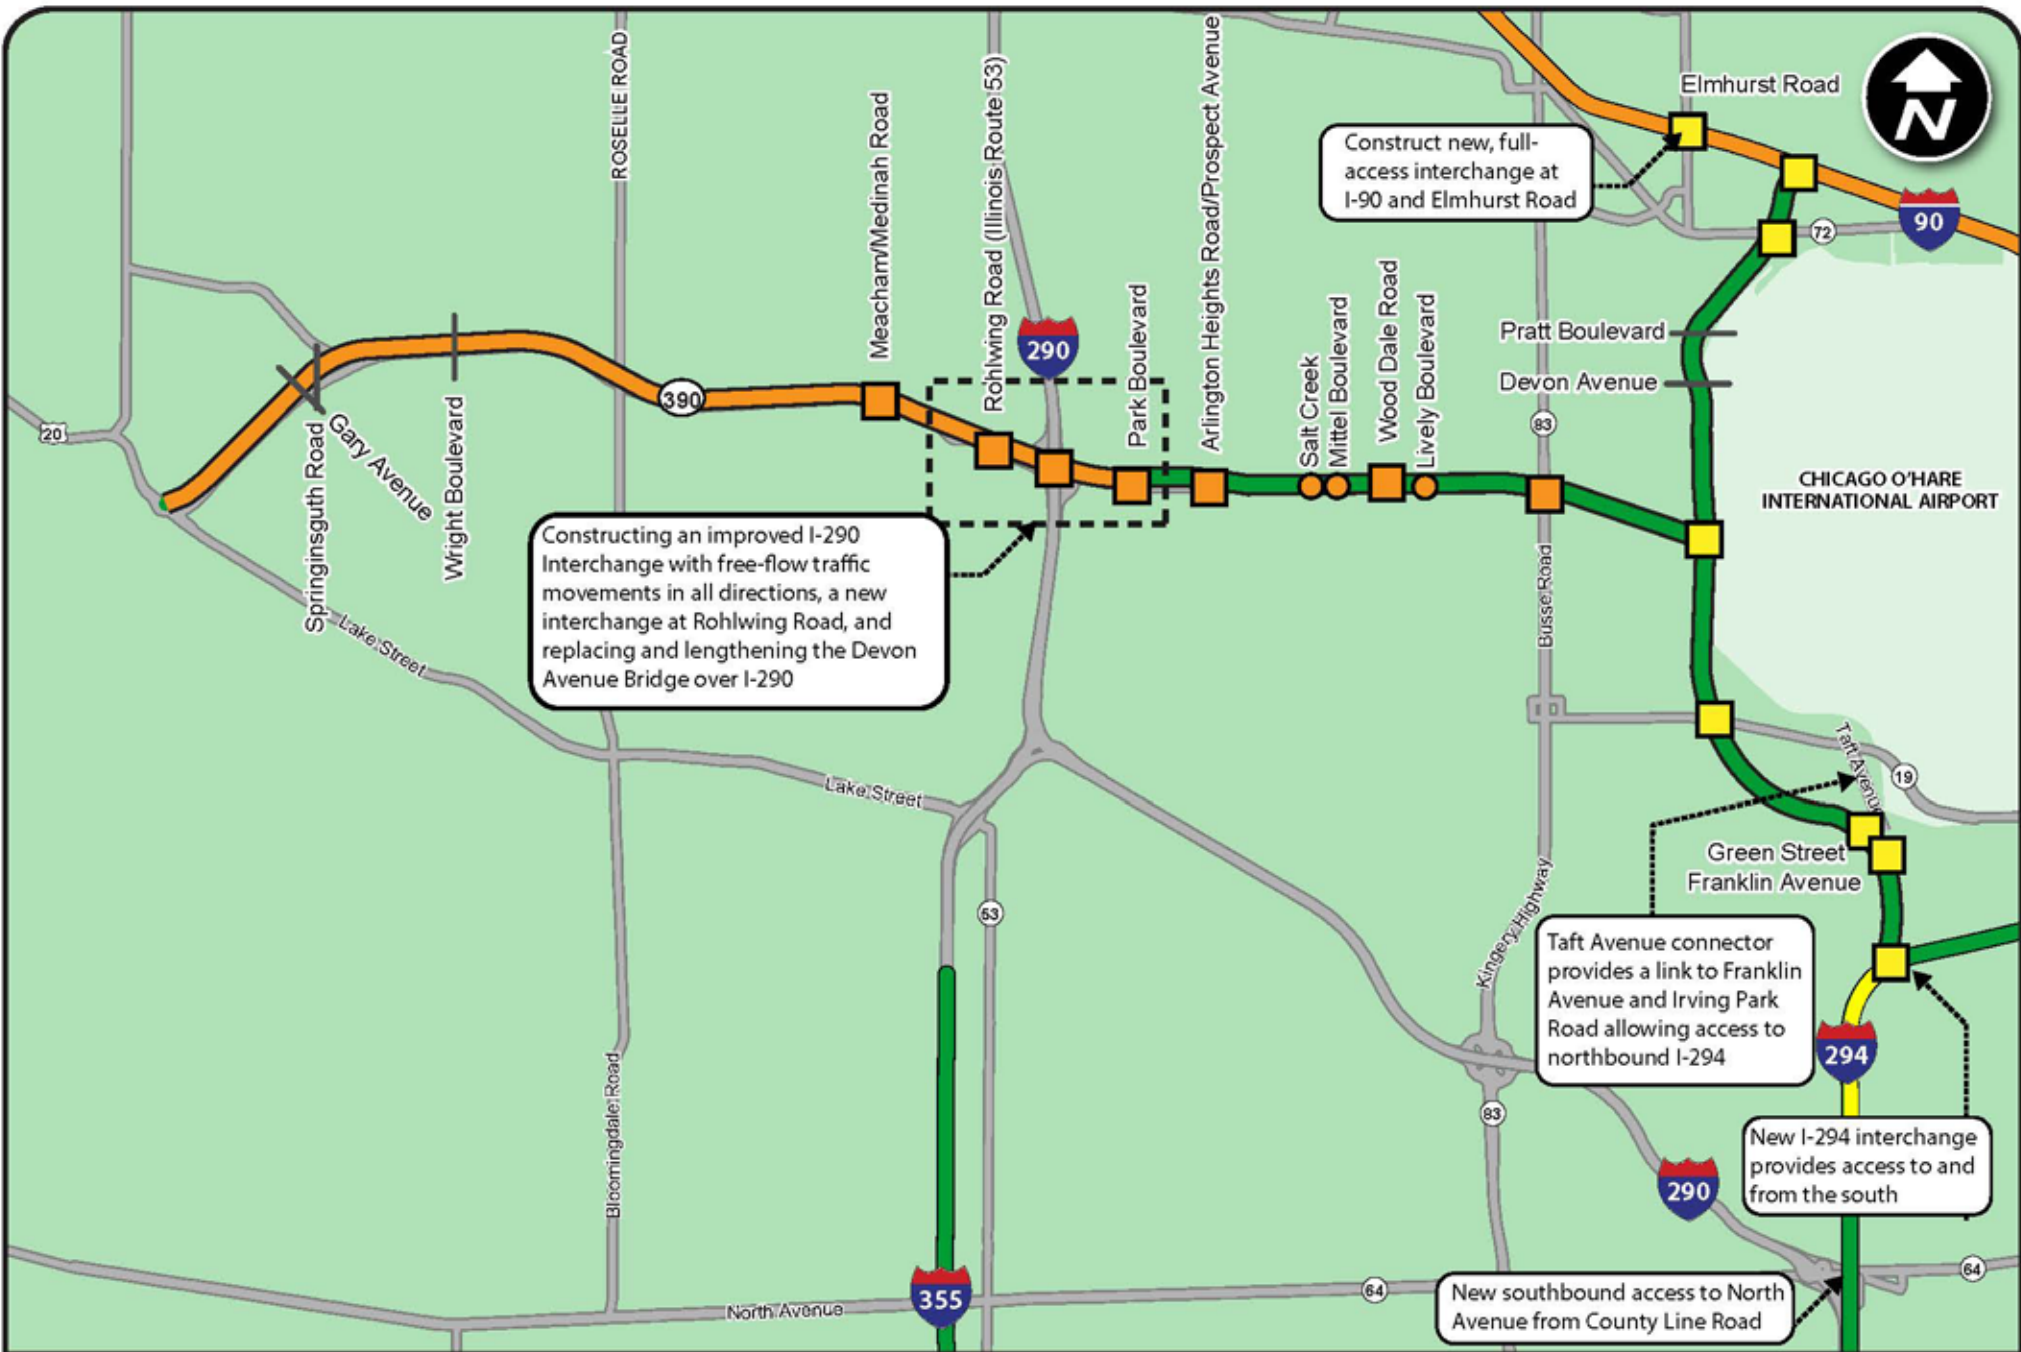 Elmhurst Road
N
ROSELLE ROAD
Meacham/Medinah Road
Rohlwing Road (Illinois Route 53)
Arlington Heights Road/Prospect Avenue
Construct new, full-
access interchange at
I-90 and Elmhurst Road
90
72
290
Park Boulevard
Salt Creek
Mittel Boulevard
Wood Dale Road
Lively Boulevard
Pratt Boulevard
Devon Avenue
390
83
20
Springinsguth Road
Gary Avenue
Wright Boulevard
CHICAGO O'HARE
INTERNATIONAL AIRPORT
Constructing an improved I-290
Interchange with free-flow traffic
movements in all directions, a new
interchange at Rohlwing Road, and
replacing and lengthening the Devon
Avenue Bridge over I-290
Busse Road
Lake Street
Lake Street
Taft Avenue
19
Green Street
Franklin Avenue
53
Kingery Highway
Taft Avenue connector
provides a link to Franklin
Avenue and Irving Park
Road allowing access to
northbound I-294
294
Bloomingdale Road
83
New I-294 interchange
provides access to and
from the south
290
355
North Avenue
64
64
New southbound access to North
Avenue from County Line Road